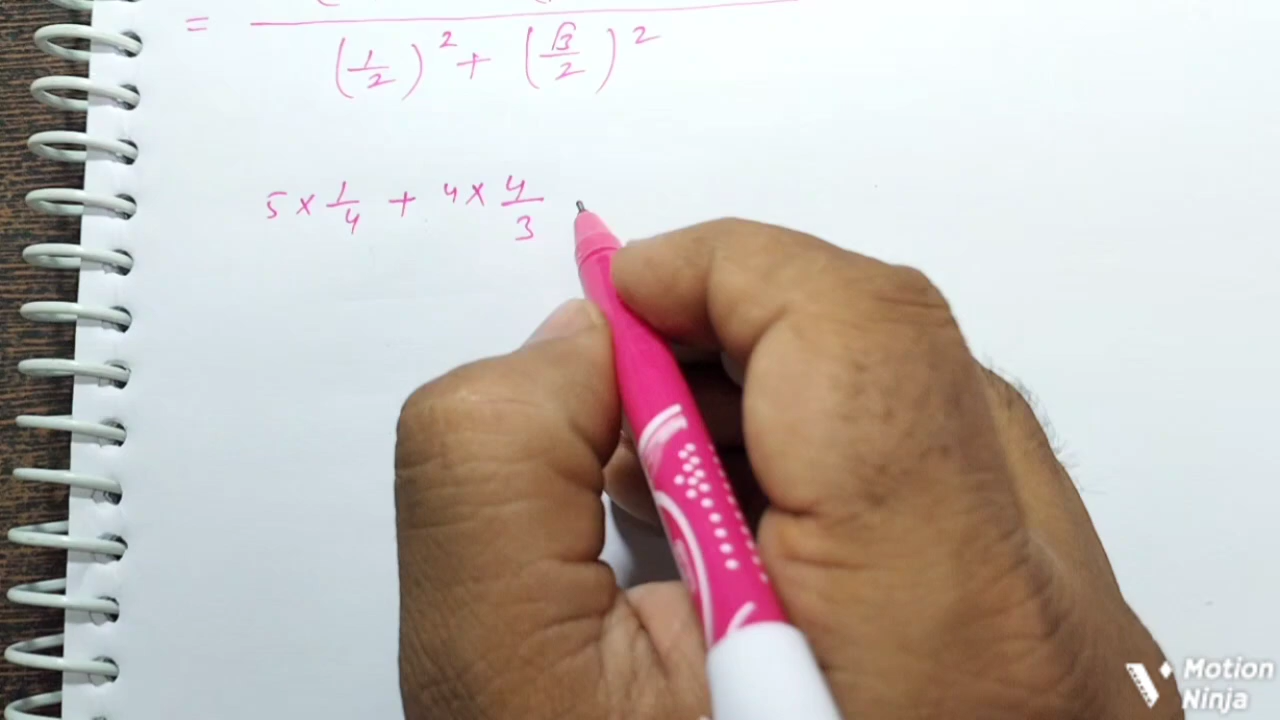 = (1/2)² + (√3/2)²
5 × 1/4 + 4 × 4/3
Motion
Ninja